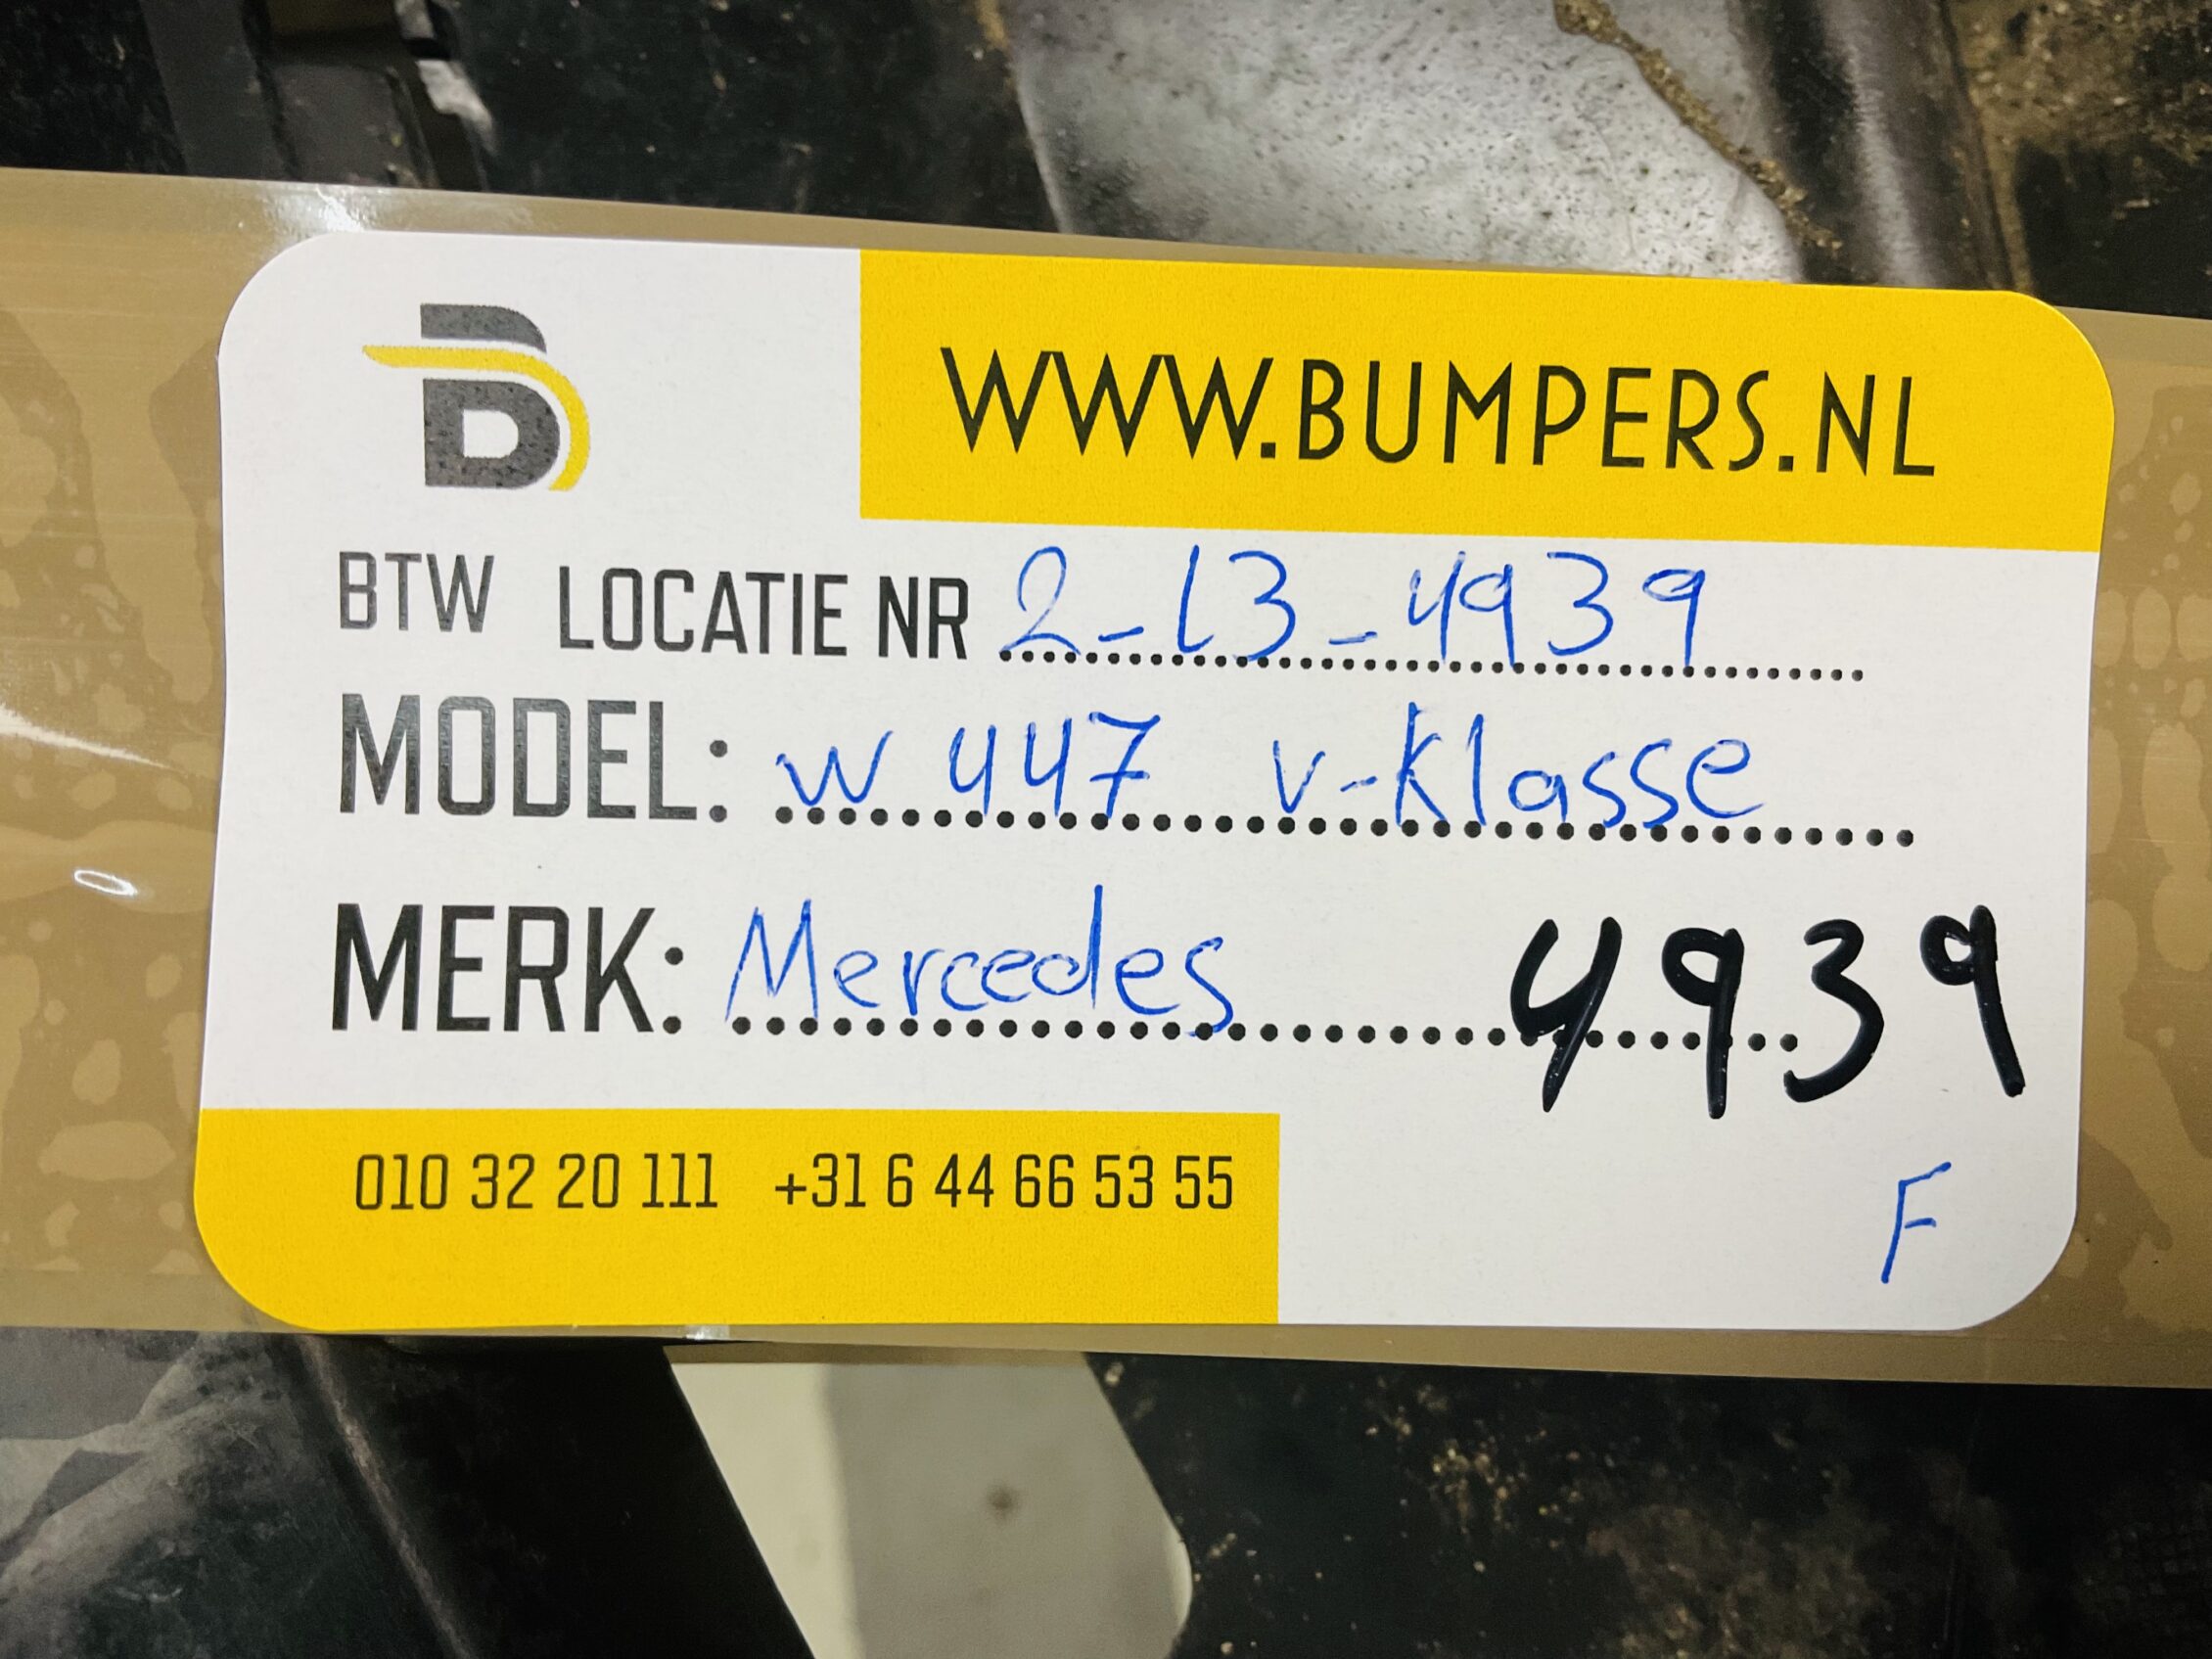 B
WWW.BUMPERS.NL
BTW LOCATIE NR 2-L3-4939
MODEL: W 447 V-Klasse
MERK: Mercedes 4939
010 32 20 111 +31 6 44 66 53 55
F